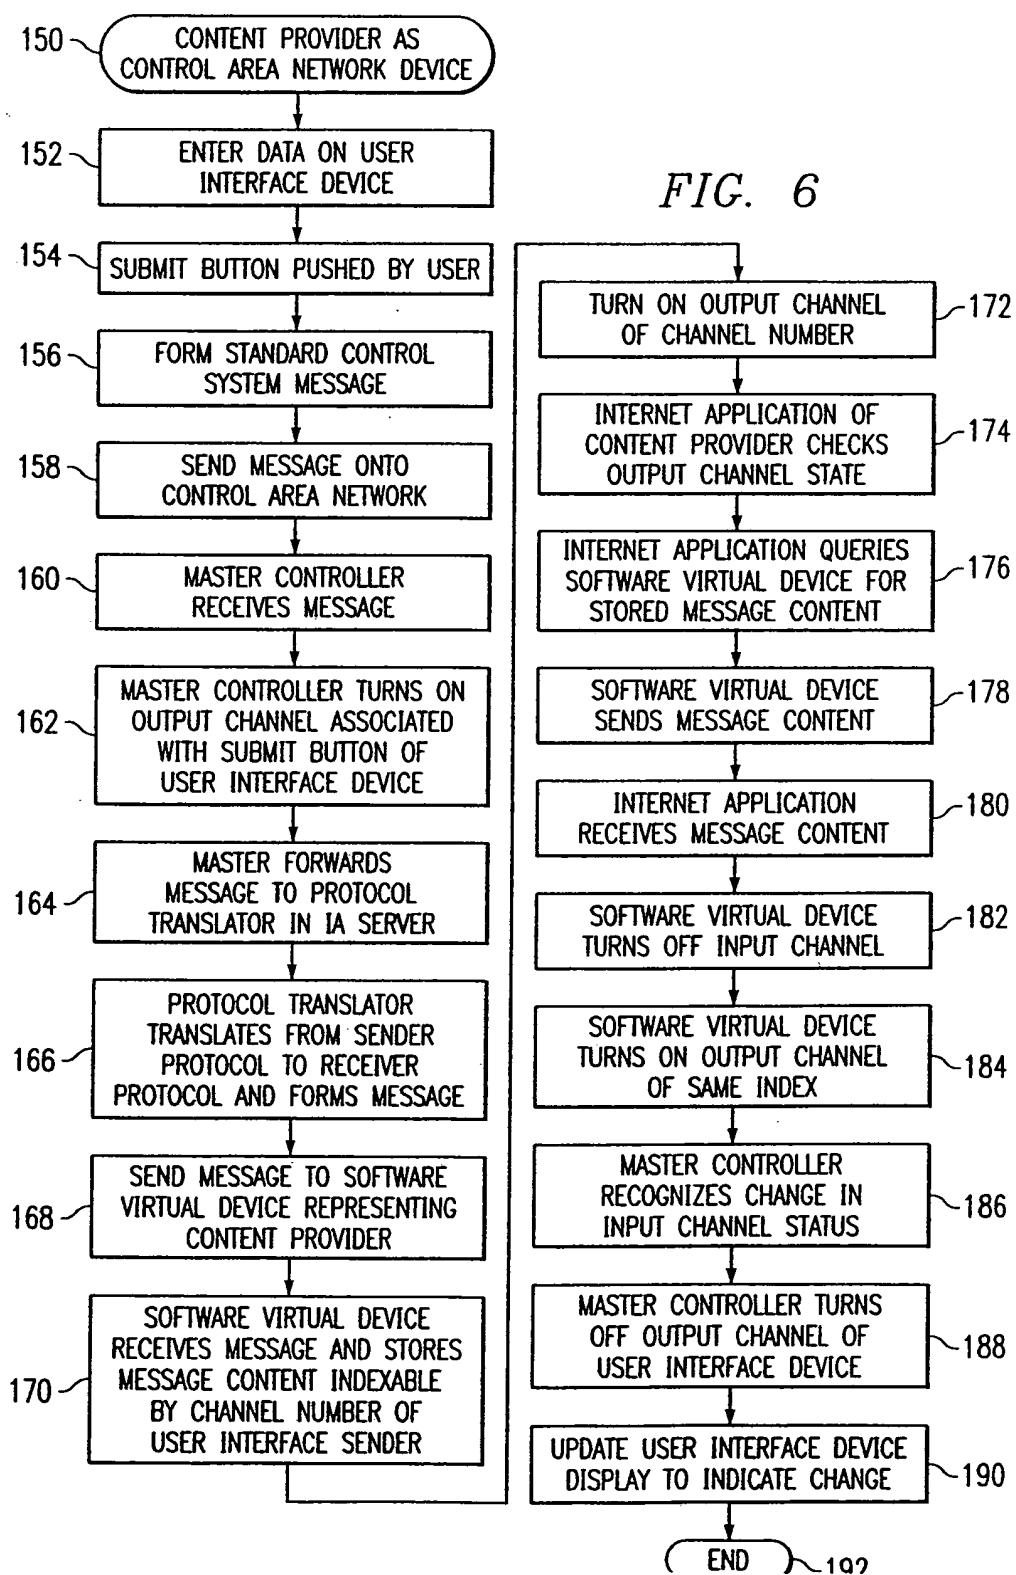 150
CONTENT PROVIDER AS
CONTROL AREA NETWORK DEVICE
152
ENTER DATA ON USER
INTERFACE DEVICE
154
SUBMIT BUTTON PUSHED BY USER
156
FORM STANDARD CONTROL
SYSTEM MESSAGE
158
SEND MESSAGE ONTO
CONTROL AREA NETWORK
160
MASTER CONTROLLER
RECEIVES MESSAGE
162
MASTER CONTROLLER TURNS ON
OUTPUT CHANNEL ASSOCIATED
WITH SUBMIT BUTTON OF
USER INTERFACE DEVICE
164
MASTER FORWARDS
MESSAGE TO PROTOCOL
TRANSLATOR IN IA SERVER
166
PROTOCOL TRANSLATOR
TRANSLATES FROM SENDER
PROTOCOL TO RECEIVER
PROTOCOL AND FORMS MESSAGE
168
SEND MESSAGE TO SOFTWARE
VIRTUAL DEVICE REPRESENTING
CONTENT PROVIDER
170
SOFTWARE VIRTUAL DEVICE
RECEIVES MESSAGE AND STORES
MESSAGE CONTENT INDEXABLE
BY CHANNEL NUMBER OF
USER INTERFACE SENDER
FIG. 6
TURN ON OUTPUT CHANNEL
OF CHANNEL NUMBER
172
INTERNET APPLICATION OF
CONTENT PROVIDER CHECKS
OUTPUT CHANNEL STATE
174
INTERNET APPLICATION QUERIES
SOFTWARE VIRTUAL DEVICE FOR
STORED MESSAGE CONTENT
176
SOFTWARE VIRTUAL DEVICE
SENDS MESSAGE CONTENT
178
INTERNET APPLICATION
RECEIVES MESSAGE CONTENT
180
SOFTWARE VIRTUAL DEVICE
TURNS OFF INPUT CHANNEL
182
SOFTWARE VIRTUAL DEVICE
TURNS ON OUTPUT CHANNEL
OF SAME INDEX
184
MASTER CONTROLLER
RECOGNIZES CHANGE IN
INPUT CHANNEL STATUS
186
MASTER CONTROLLER TURNS
OFF OUTPUT CHANNEL OF
USER INTERFACE DEVICE
188
UPDATE USER INTERFACE DEVICE
DISPLAY TO INDICATE CHANGE
190
END
192